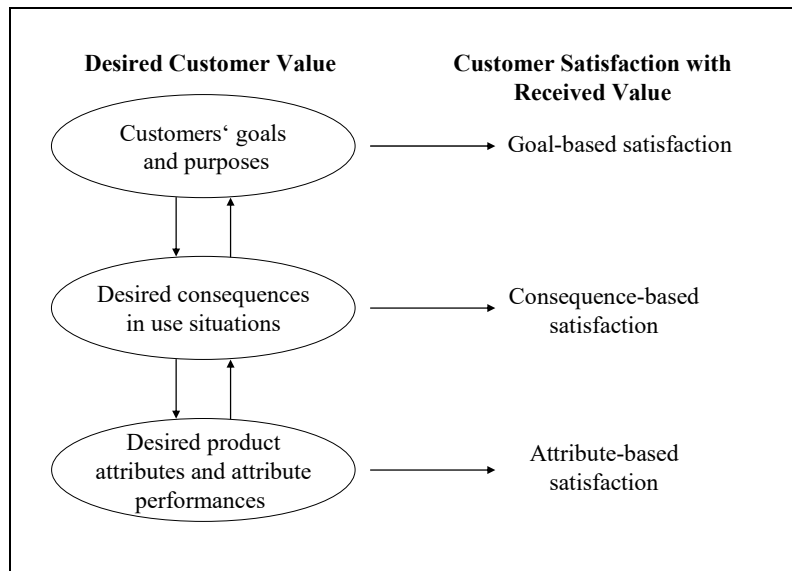 Desired Customer Value
Customer Satisfaction with
Received Value
Customers‘ goals
and purposes
Goal-based satisfaction
Desired consequences
in use situations
Consequence-based
satisfaction
Desired product
attributes and attribute
performances
Attribute-based
satisfaction